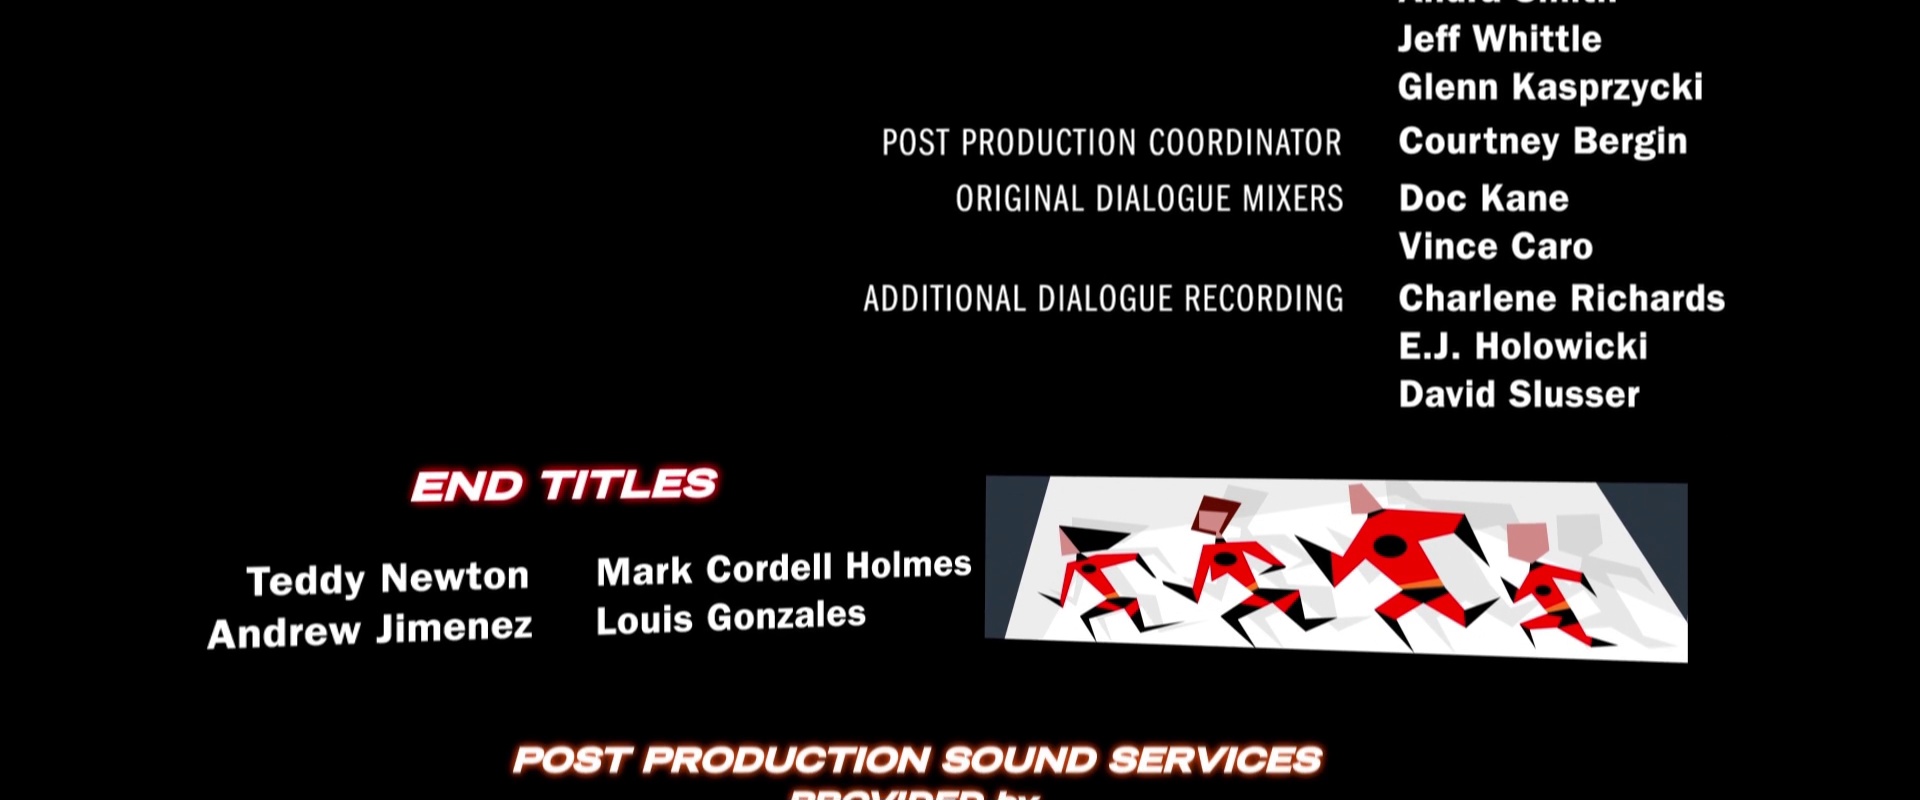 Jeff Whittle
Glenn Kasprzycki
POST PRODUCTION COORDINATOR Courtney Bergin
ORIGINAL DIALOGUE MIXERS Doc Kane
Vince Caro
ADDITIONAL DIALOGUE RECORDING Charlene Richards
E.J. Holowicki
David Slusser
END TITLES
Teddy Newton Mark Cordell Holmes
Andrew Jimenez Louis Gonzales
POST PRODUCTION SOUND SERVICES
PROVIDED by